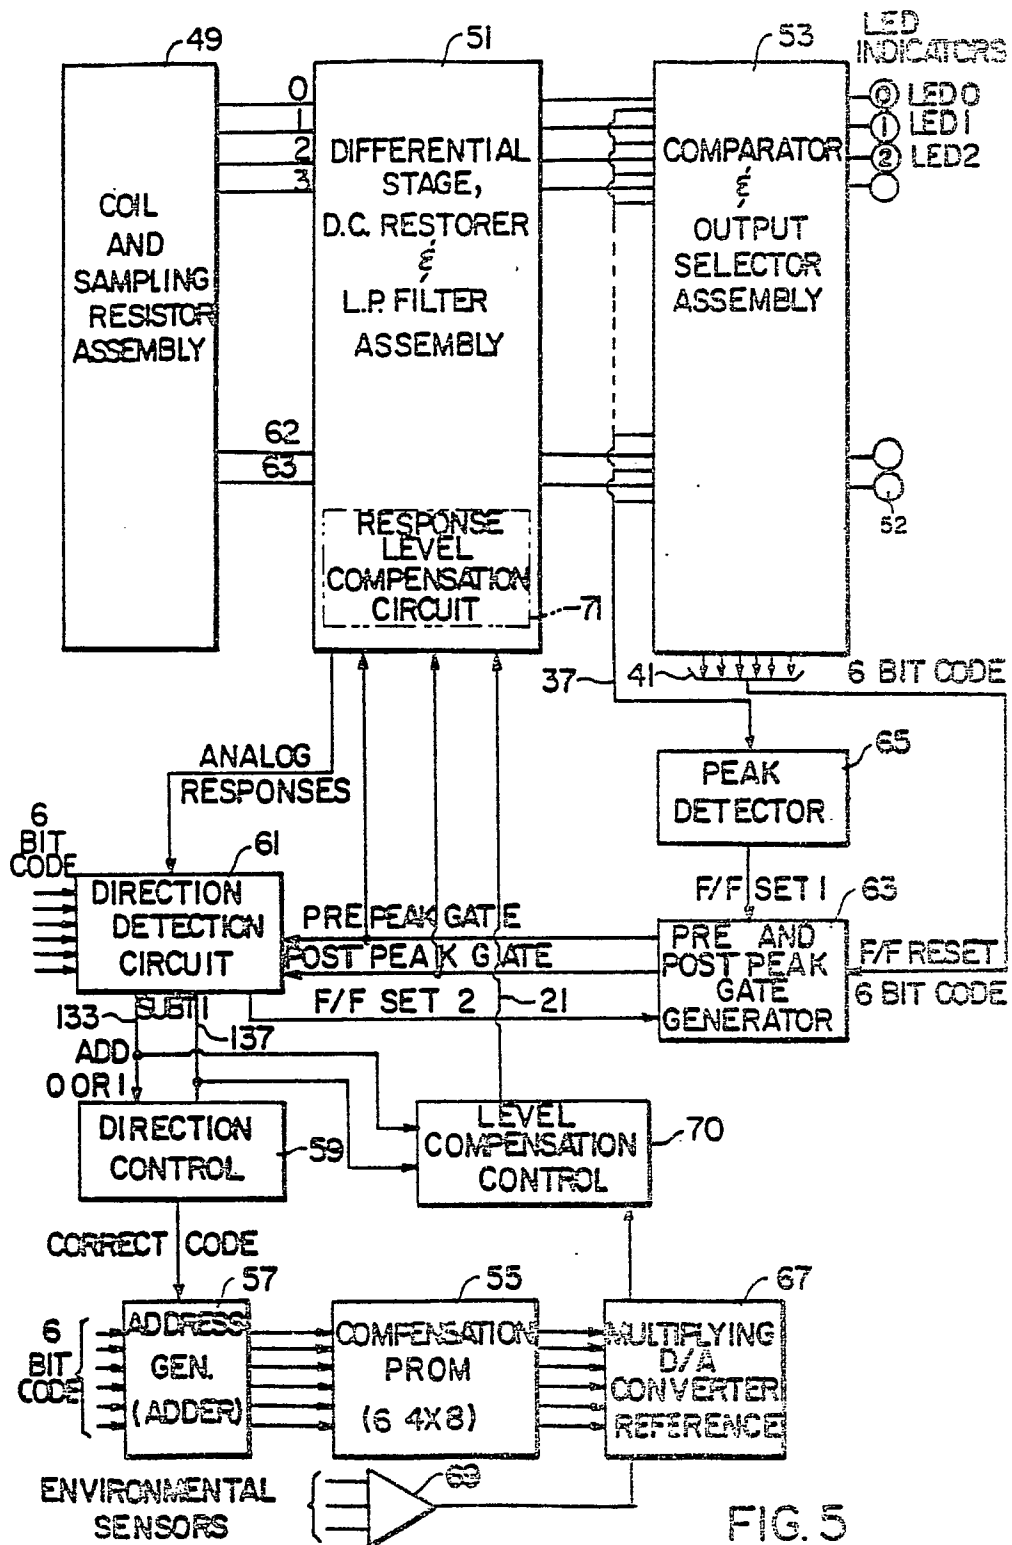 49
51
53
LED
INDICATORS
0
1
2
3
0 LED 0
1 LED 1
2 LED 2
COIL
AND
SAMPLING
RESISTOR
ASSEMBLY
DIFFERENTIAL
STAGE,
D.C. RESTORER
&
L.P. FILTER
ASSEMBLY
COMPARATOR
&
OUTPUT
SELECTOR
ASSEMBLY
62
63
52
RESPONSE
LEVEL
COMPENSATION
CIRCUIT
71
37
41
6 BIT CODE
ANALOG
RESPONSES
PEAK
DETECTOR
65
6
BIT
CODE
61
DIRECTION
DETECTION
CIRCUIT
F/F SET 1
63
PRE PEAK GATE
POST PEAK GATE
F/F SET 2
21
PRE AND
POST PEAK
GATE
GENERATOR
F/F RESET
6 BIT CODE
133
SUBT 1
137
ADD
0 OR 1
DIRECTION
CONTROL
59
LEVEL
COMPENSATION
CONTROL
70
CORRECT CODE
57
55
67
6
BIT
CODE
ADDRESS
GEN.
(ADDER)
COMPENSATION
PROM
(6 4X8)
MULTIPLYING
D/A
CONVERTER
REFERENCE
ENVIRONMENTAL
SENSORS
69
FIG. 5